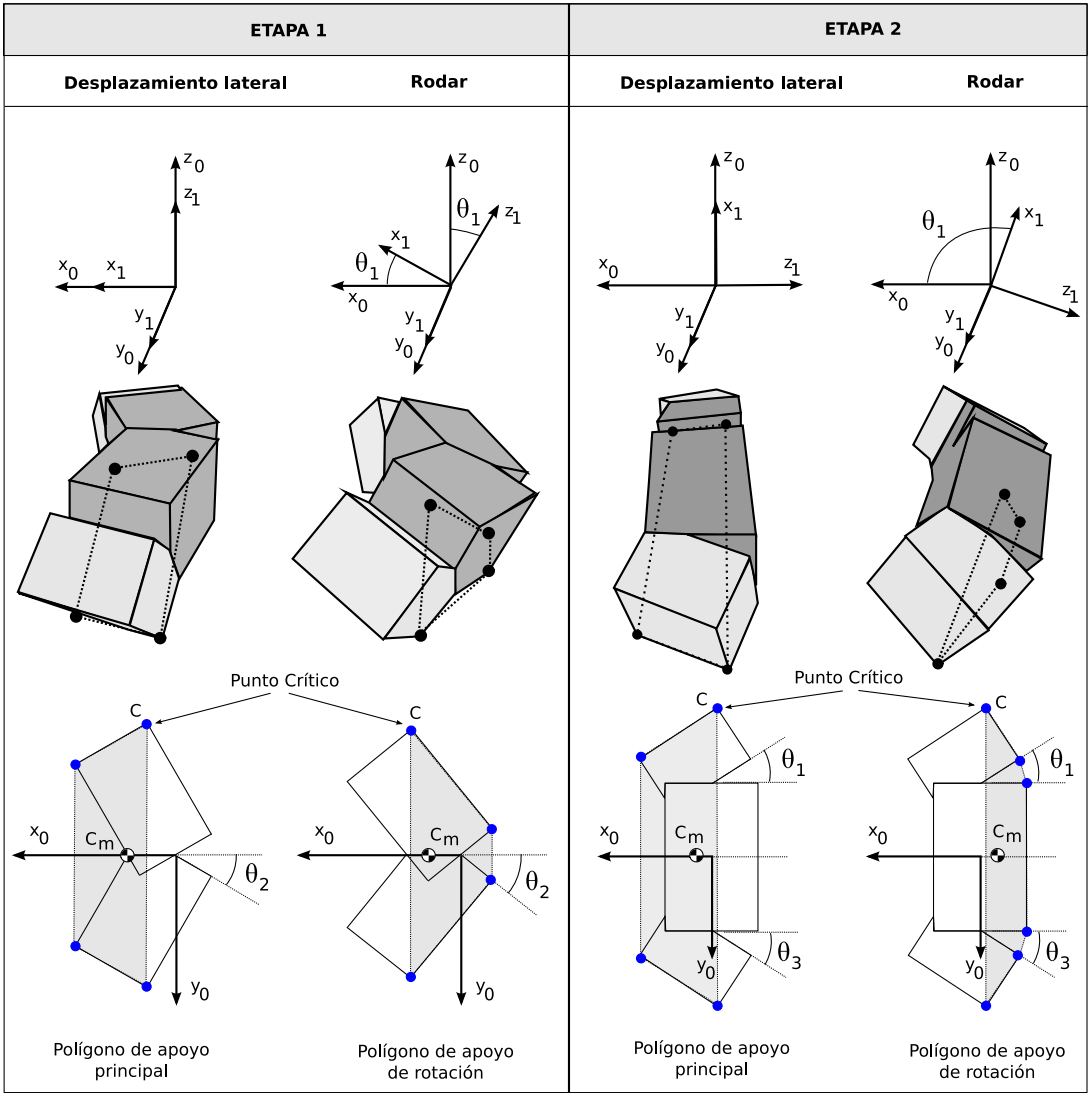 ETAPA 1
ETAPA 2
Desplazamiento lateral
Rodar
Desplazamiento lateral
Rodar
z0
z1
x0
x1
y1
y0
z0
θ1
z1
x1
θ1
x0
y1
y0
z0
x1
x0
z1
y1
y0
z0
x1
θ1
x0
z1
y1
y0
Punto Crítico
C
C
x0
Cm
θ2
y0
x0
Cm
θ2
y0
Punto Crítico
C
C
θ1
x0
Cm
y0
θ3
θ1
x0
Cm
y0
θ3
Polígono de apoyo
principal
Polígono de apoyo
de rotación
Polígono de apoyo
principal
Polígono de apoyo
de rotación